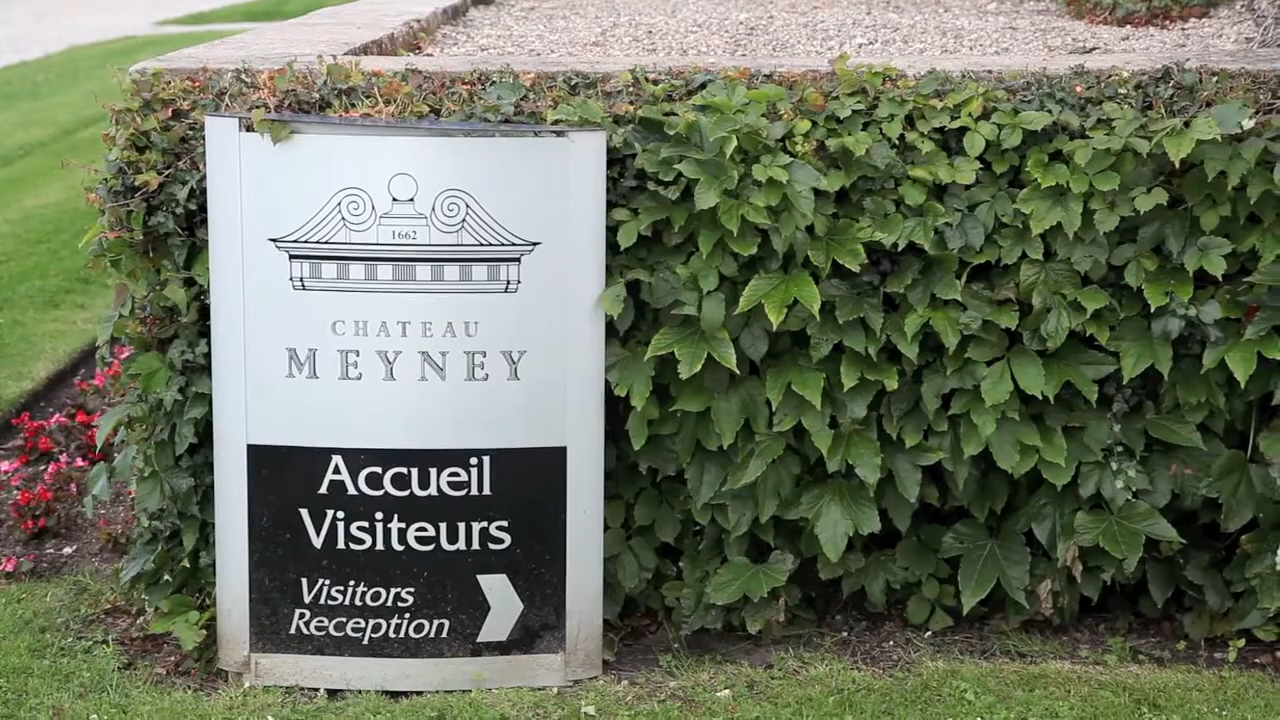 1662
CHATEAU
MEYNEY
Accueil
Visiteurs
Visitors
Reception